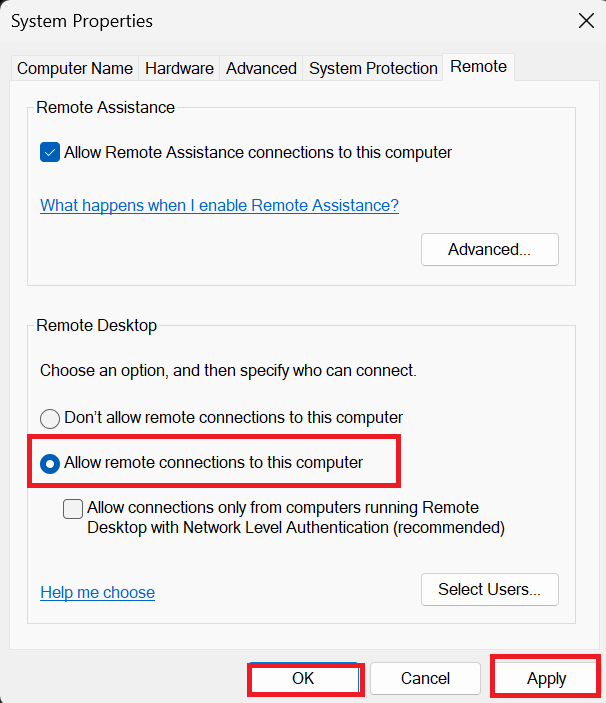 System Properties
Computer Name
Hardware
Advanced
System Protection
Remote
Remote Assistance
Allow Remote Assistance connections to this computer
What happens when I enable Remote Assistance?
Advanced...
Remote Desktop
Choose an option, and then specify who can connect.
Don't allow remote connections to this computer
Allow remote connections to this computer
Allow connections only from computers running Remote
Desktop with Network Level Authentication (recommended)
Help me choose
Select Users...
OK
Cancel
Apply